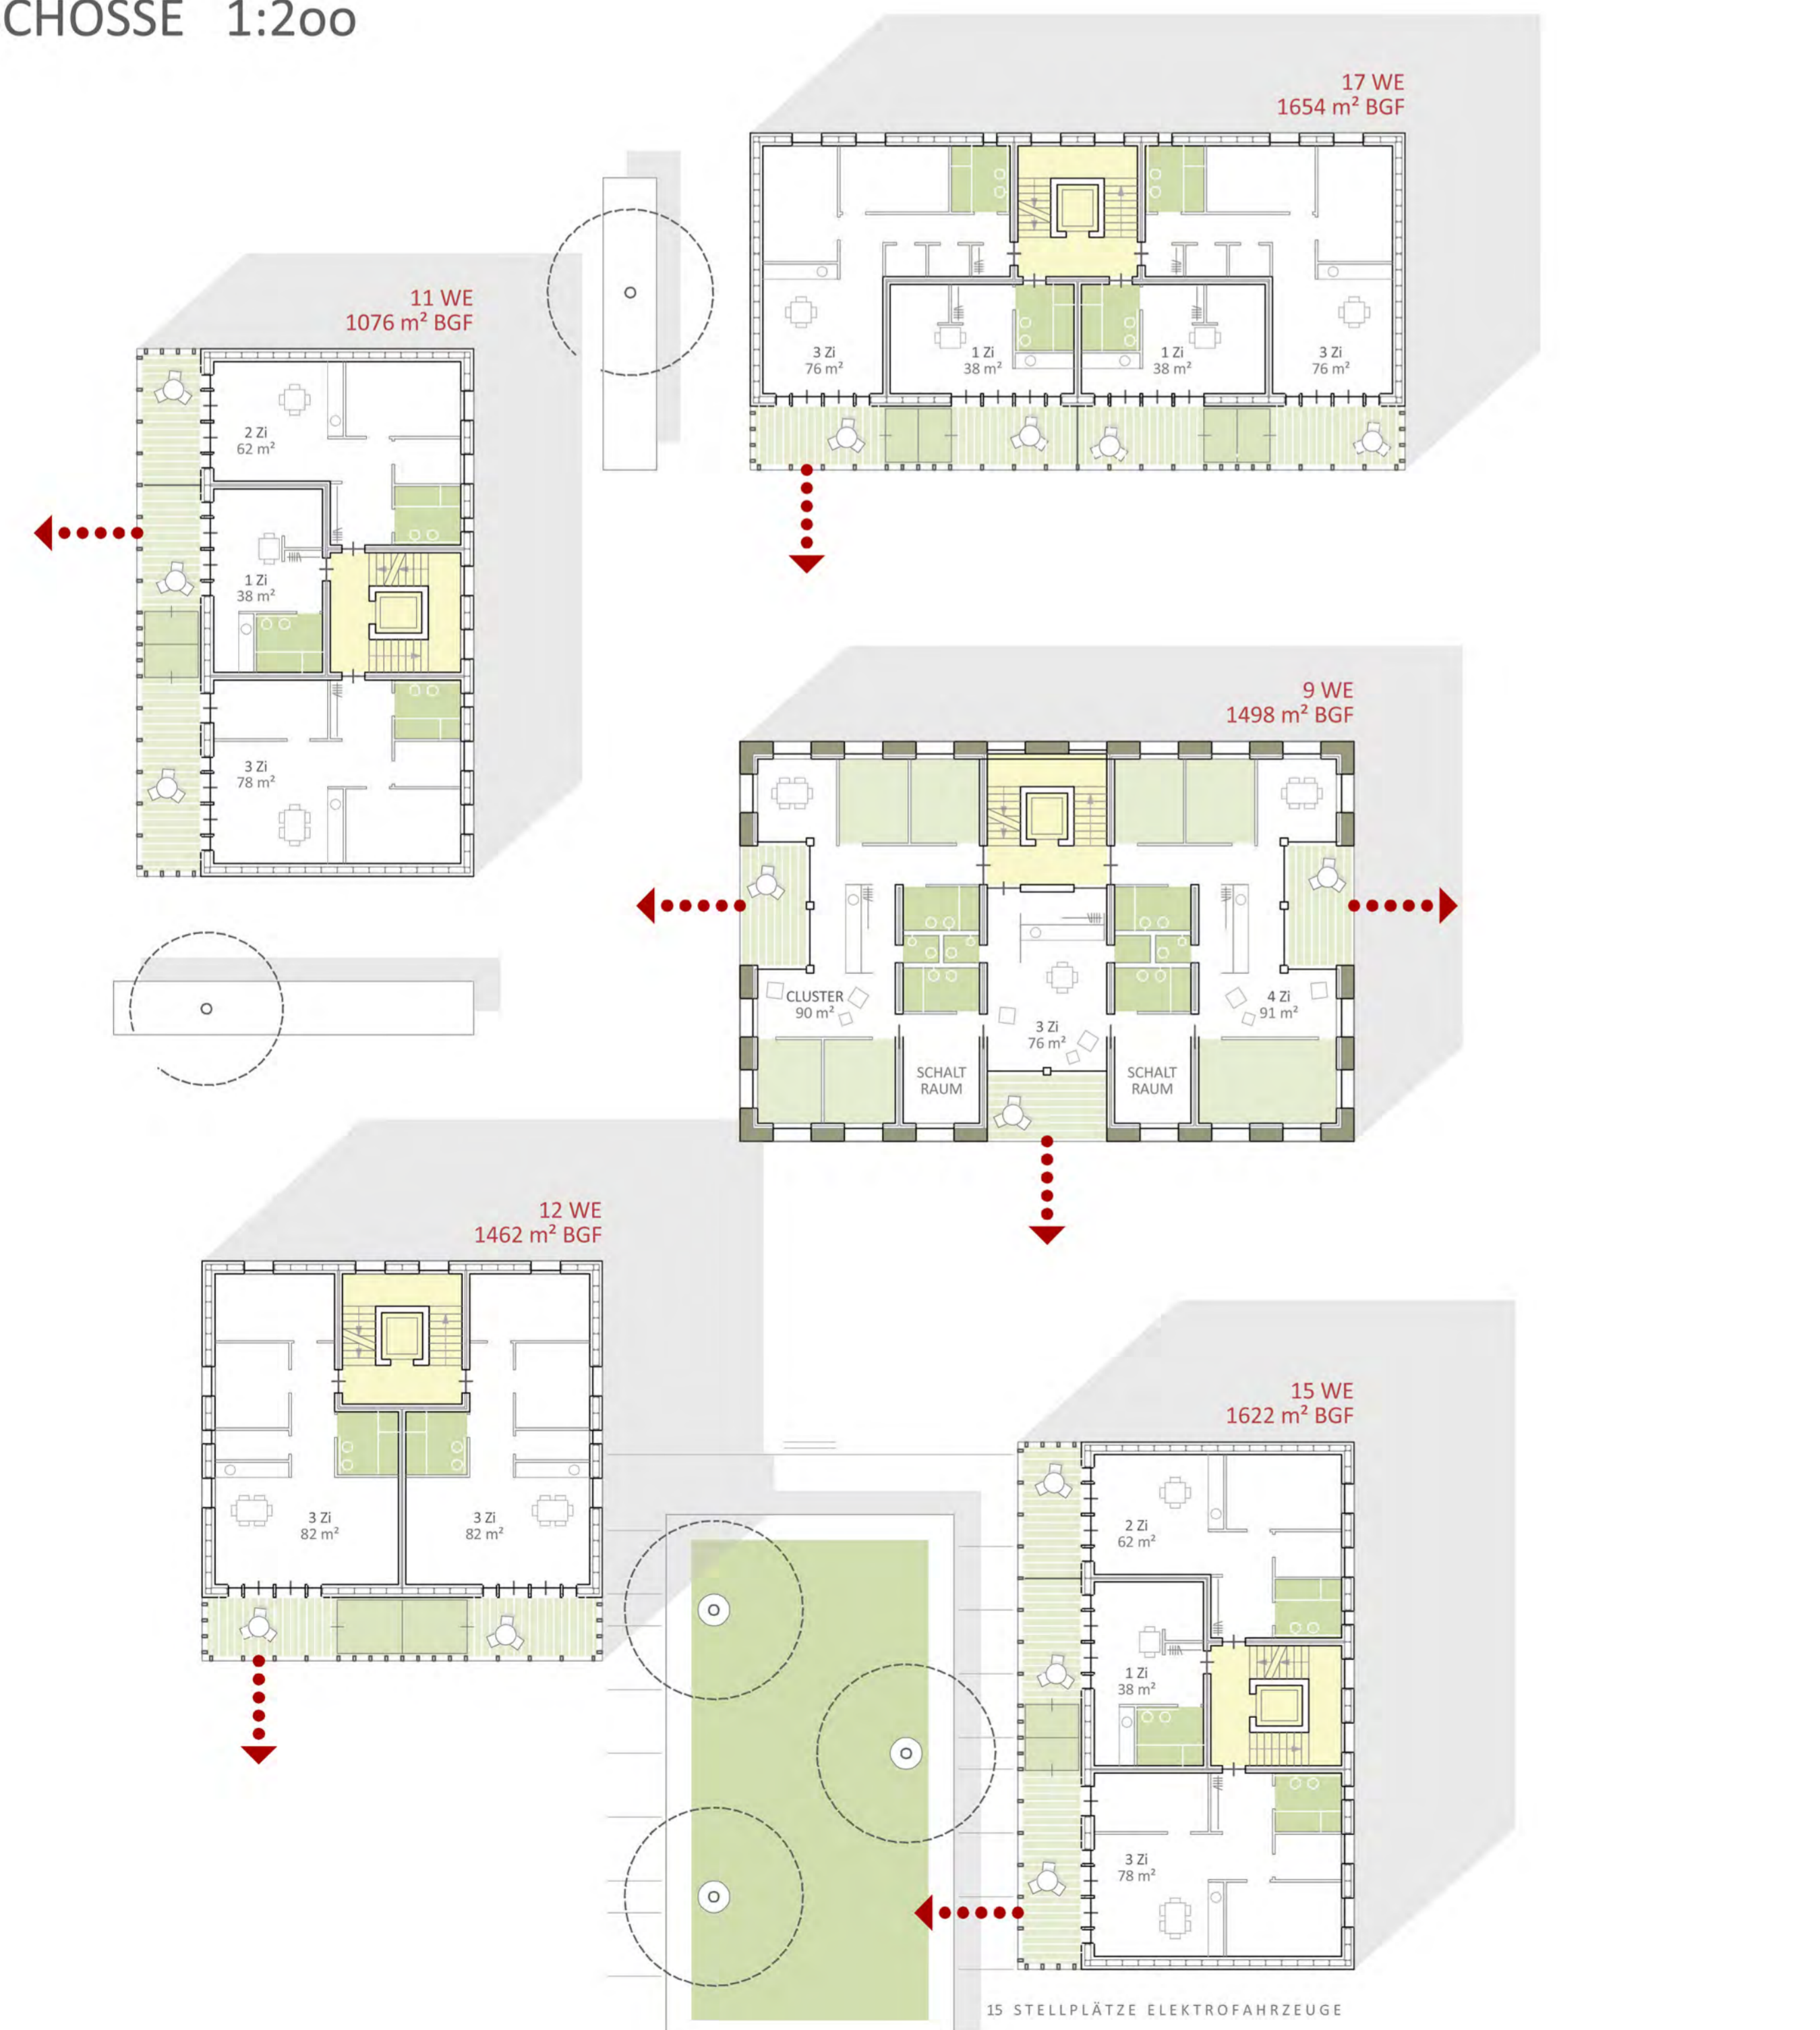 CHOSSE 1:2oo
17 WE
1654 m² BGF
3 Zi
76 m²
1 Zi
38 m²
1 Zi
38 m²
3 Zi
76 m²
11 WE
1076 m² BGF
2 Zi
62 m²
1 Zi
38 m²
3 Zi
78 m²
9 WE
1498 m² BGF
CLUSTER
90 m²
3 Zi
76 m²
4 Zi
91 m²
SCHALT
RAUM
SCHALT
RAUM
12 WE
1462 m² BGF
3 Zi
82 m²
3 Zi
82 m²
15 WE
1622 m² BGF
2 Zi
62 m²
1 Zi
38 m²
3 Zi
78 m²
15 STELLPLÄTZE ELEKTROFAHRZEUGE